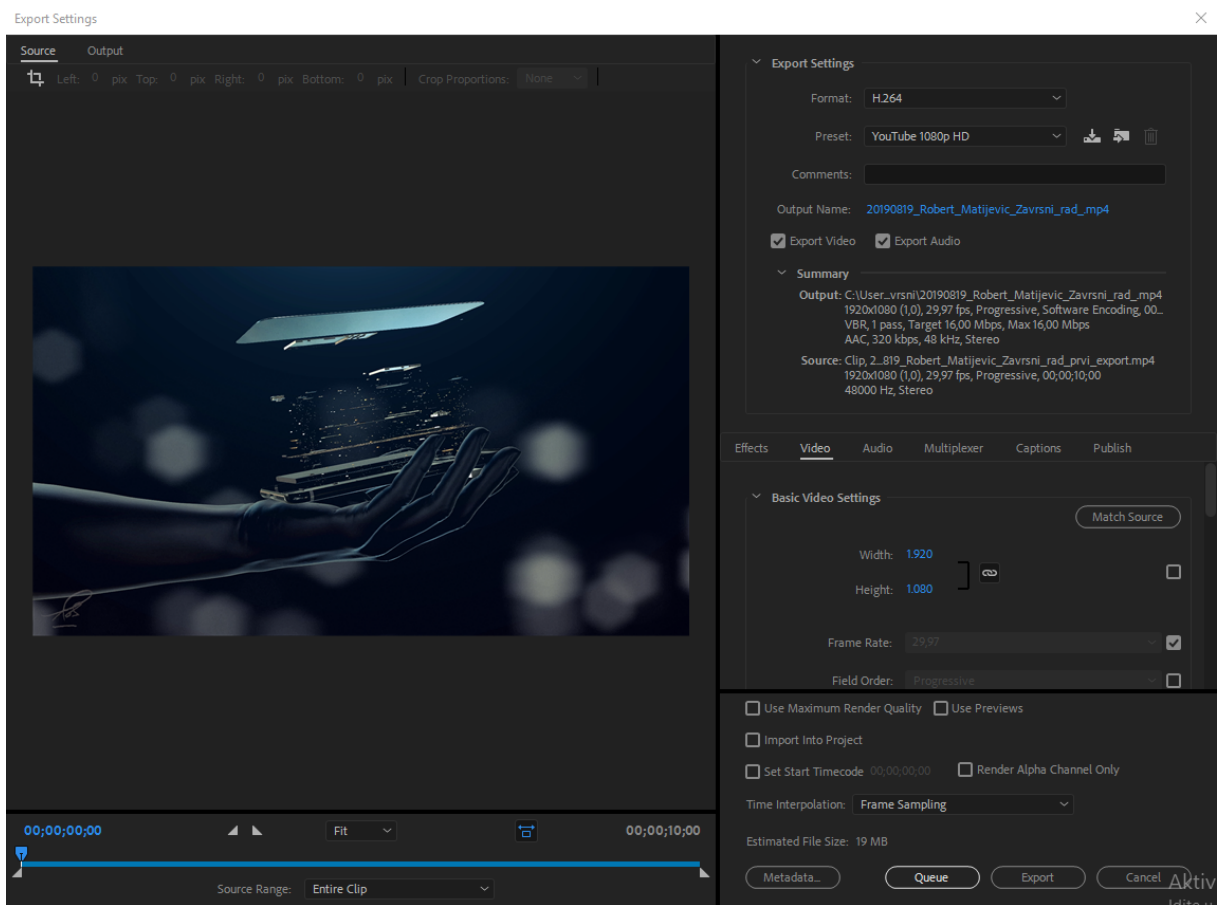 Export Settings
Source Output
Left: 0 pix Top: 0 pix Right: 0 pix Bottom: 0 pix Crop Proportions: None
00;00;00;00 Fit 00;00;10;00
Source Range: Entire Clip
Export Settings
Format: H.264
Preset: YouTube 1080p HD
Comments:
Output Name: 20190819_Robert_Matijevic_Zavrsni_rad_.mp4
Export Video Export Audio
Summary
Output: C:\User...vrsni\20190819_Robert_Matijevic_Zavrsni_rad_.mp4
1920x1080 (1,0), 29,97 fps, Progressive, Software Encoding, 00...
VBR, 1 pass, Target 16,00 Mbps, Max 16,00 Mbps
AAC, 320 kbps, 48 kHz, Stereo
Source: Clip, 2...819_Robert_Matijevic_Zavrsni_rad_prvi_export.mp4
1920x1080 (1,0), 29,97 fps, Progressive, 00;00;10;00
48000 Hz, Stereo
Effects Video Audio Multiplexer Captions Publish
Basic Video Settings
Match Source
Width: 1.920
Height: 1.080
Frame Rate: 29,97
Field Order: Progressive
Use Maximum Render Quality Use Previews
Import Into Project
Set Start Timecode 00;00;00;00 Render Alpha Channel Only
Time Interpolation: Frame Sampling
Estimated File Size: 19 MB
Metadata... Queue Export Cancel
Aktiv